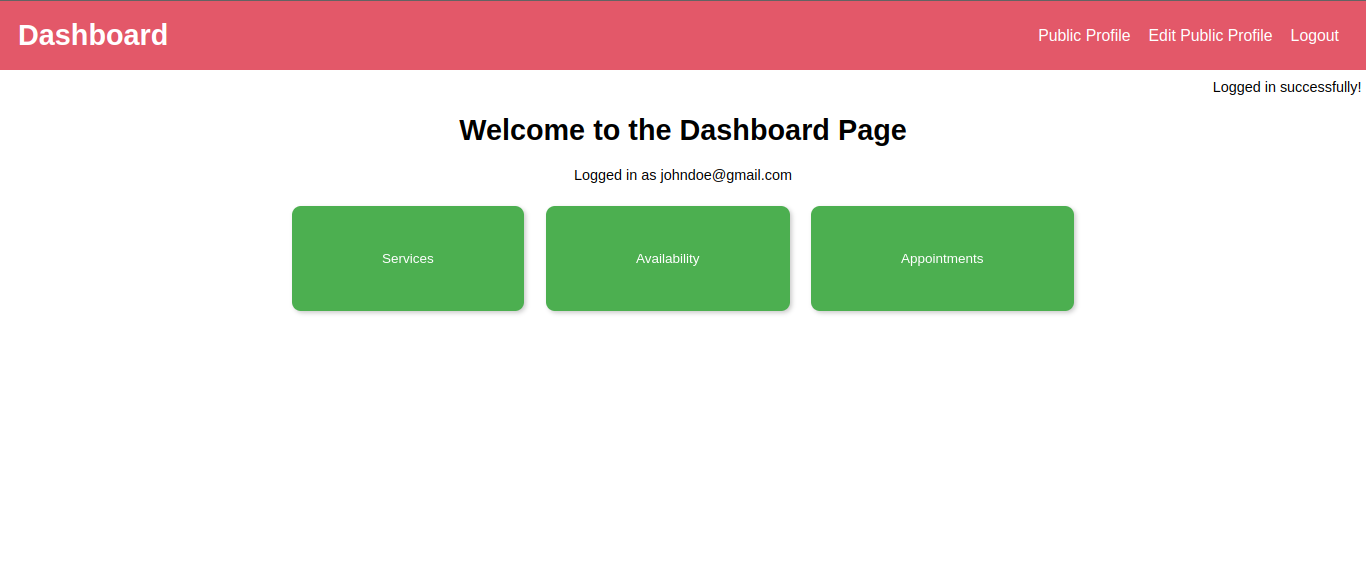 Dashboard
Public Profile Edit Public Profile Logout
Logged in successfully!
Welcome to the Dashboard Page
Logged in as johndoe@gmail.com
Services Availability Appointments